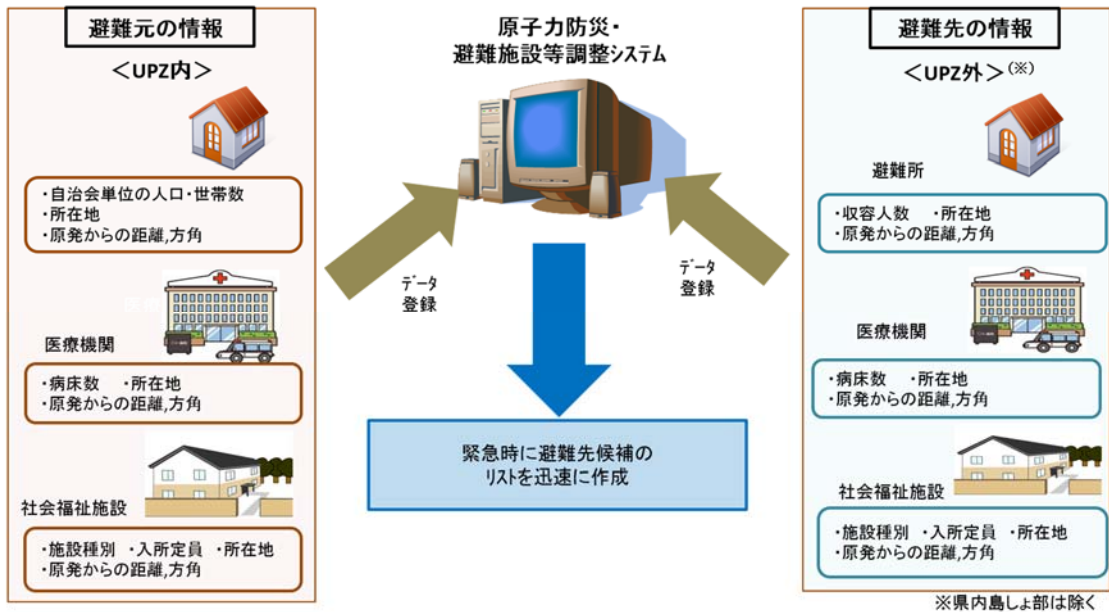 避難元の情報
＜UPZ内＞
・自治会単位の人口・世帯数
・所在地
・原発からの距離,方角
医療機関
・病床数　・所在地
・原発からの距離,方角
社会福祉施設
・施設種別　・入所定員　・所在地
・原発からの距離,方角
原子力防災・
避難施設等調整システム
データ
登録
データ
登録
緊急時に避難先候補の
リストを迅速に作成
避難先の情報
＜UPZ外＞(※)
避難所
・収容人数　・所在地
・原発からの距離,方角
医療機関
・病床数　・所在地
・原発からの距離,方角
社会福祉施設
・施設種別　・入所定員　・所在地
・原発からの距離,方角
※県内島しょ部は除く